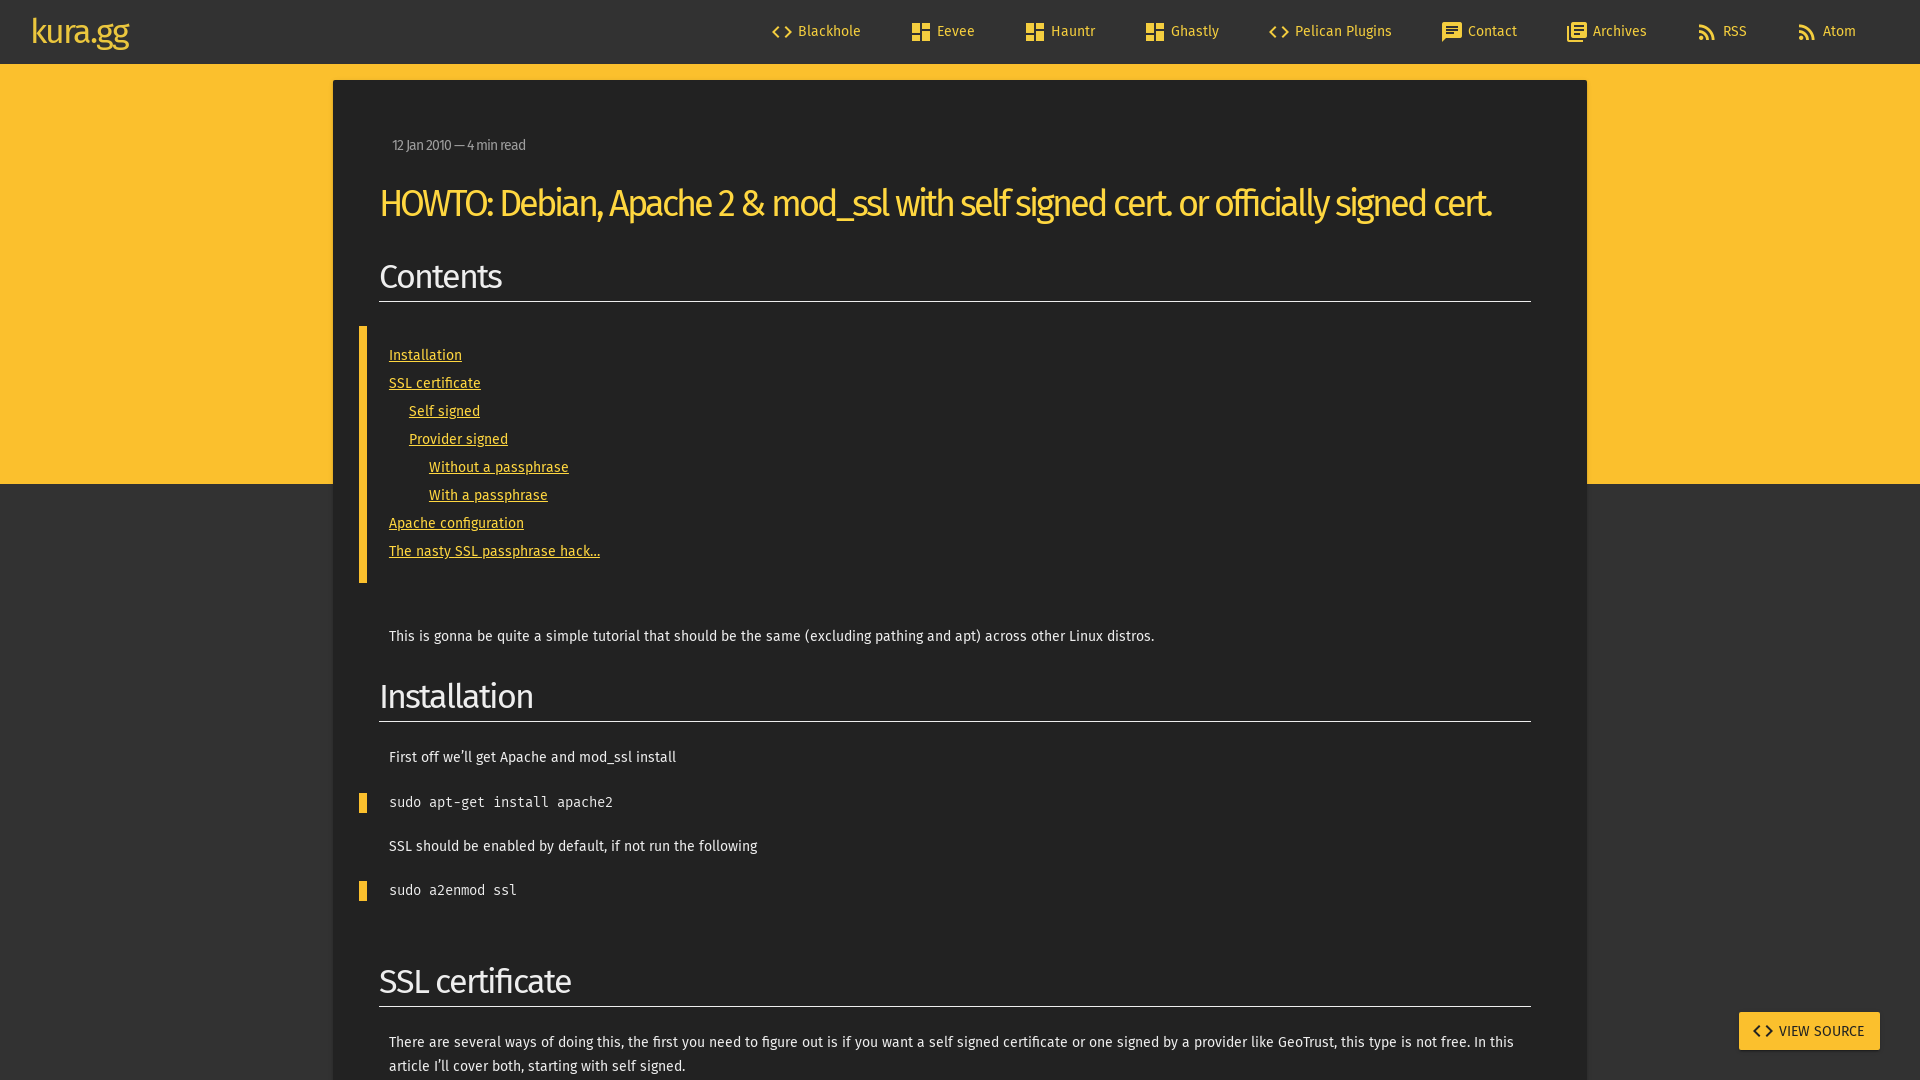 kura.gg
Blackhole
Eevee
Hauntr
Ghastly
Pelican Plugins
Contact
Archives
RSS
Atom
12 Jan 2010 — 4 min read
HOWTO: Debian, Apache 2 & mod_ssl with self signed cert. or officially signed cert.
Contents
Installation
SSL certificate
Self signed
Provider signed
Without a passphrase
With a passphrase
Apache configuration
The nasty SSL passphrase hack…
This is gonna be quite a simple tutorial that should be the same (excluding pathing and apt) across other Linux distros.
Installation
First off we’ll get Apache and mod_ssl install
sudo apt-get install apache2
SSL should be enabled by default, if not run the following
sudo a2enmod ssl
SSL certificate
There are several ways of doing this, the first you need to figure out is if you want a self signed certificate or one signed by a provider like GeoTrust, this type is not free. In this
article I’ll cover both, starting with self signed.
VIEW SOURCE